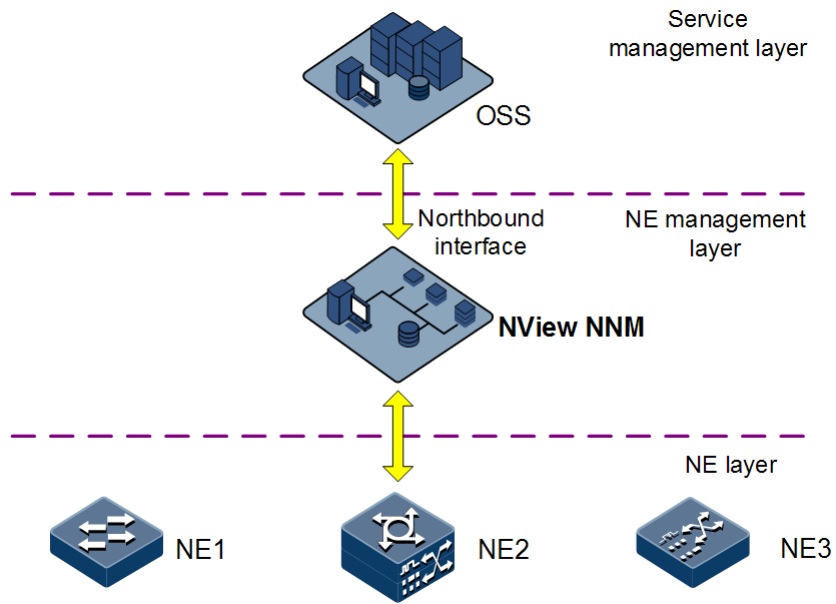 Service
management layer
OSS
Northbound
interface
NE management
layer
NView NNM
NE layer
NE1
NE2
NE3